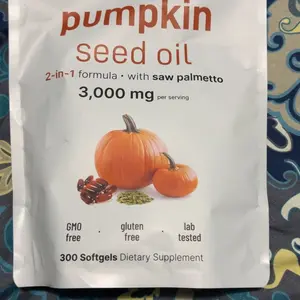 pumpkin
seed oil
2-in-1 formula • with saw palmetto
3,000 mg per serving
GMO free • gluten free • lab tested
300 Softgels Dietary Supplement